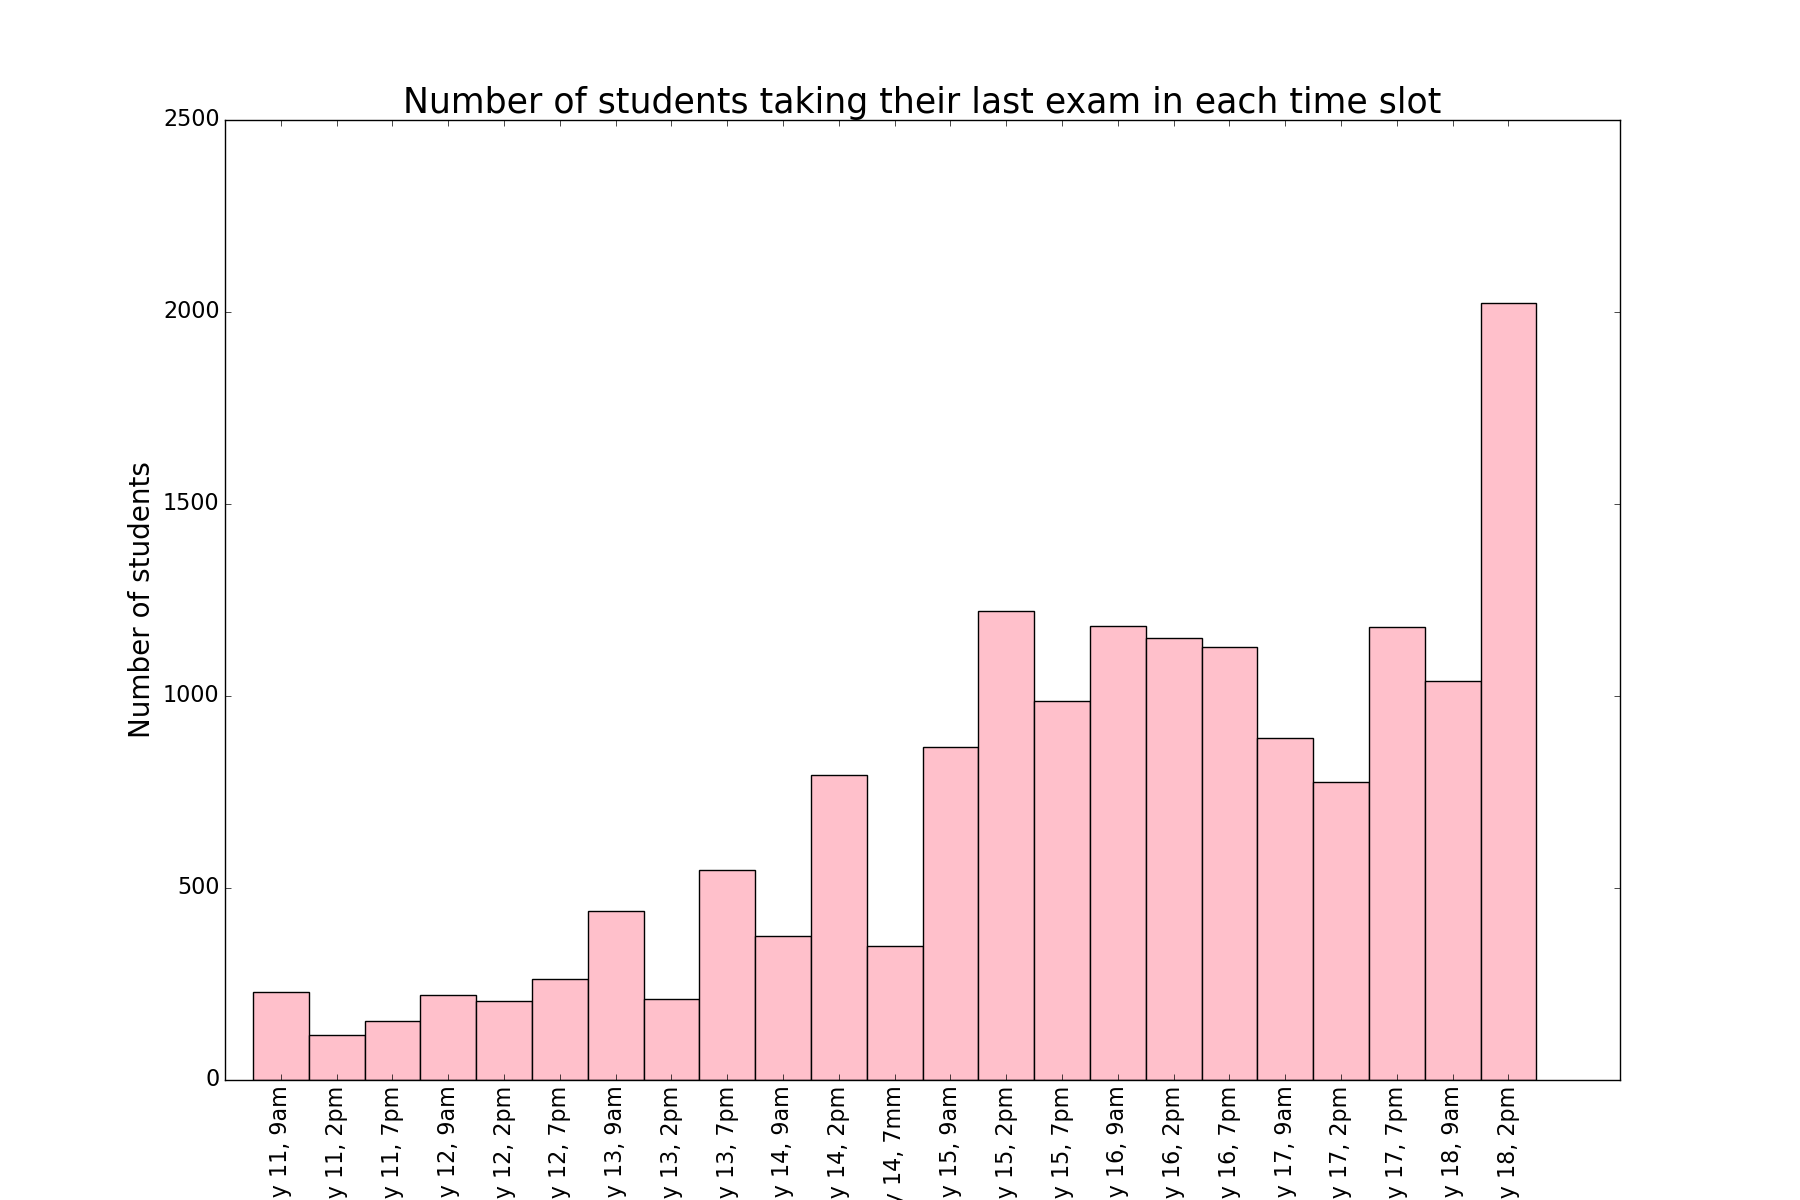 Number of students taking their last exam in each time slot
Number of students
2500
2000
1500
1000
500
0
y 11, 9am
y 11, 2pm
y 11, 7pm
y 12, 9am
y 12, 2pm
y 12, 7pm
y 13, 9am
y 13, 2pm
y 13, 7pm
y 14, 9am
y 14, 2pm
y 14, 7mm
y 15, 9am
y 15, 2pm
y 15, 7pm
y 16, 9am
y 16, 2pm
y 16, 7pm
y 17, 9am
y 17, 2pm
y 17, 7pm
y 18, 9am
y 18, 2pm